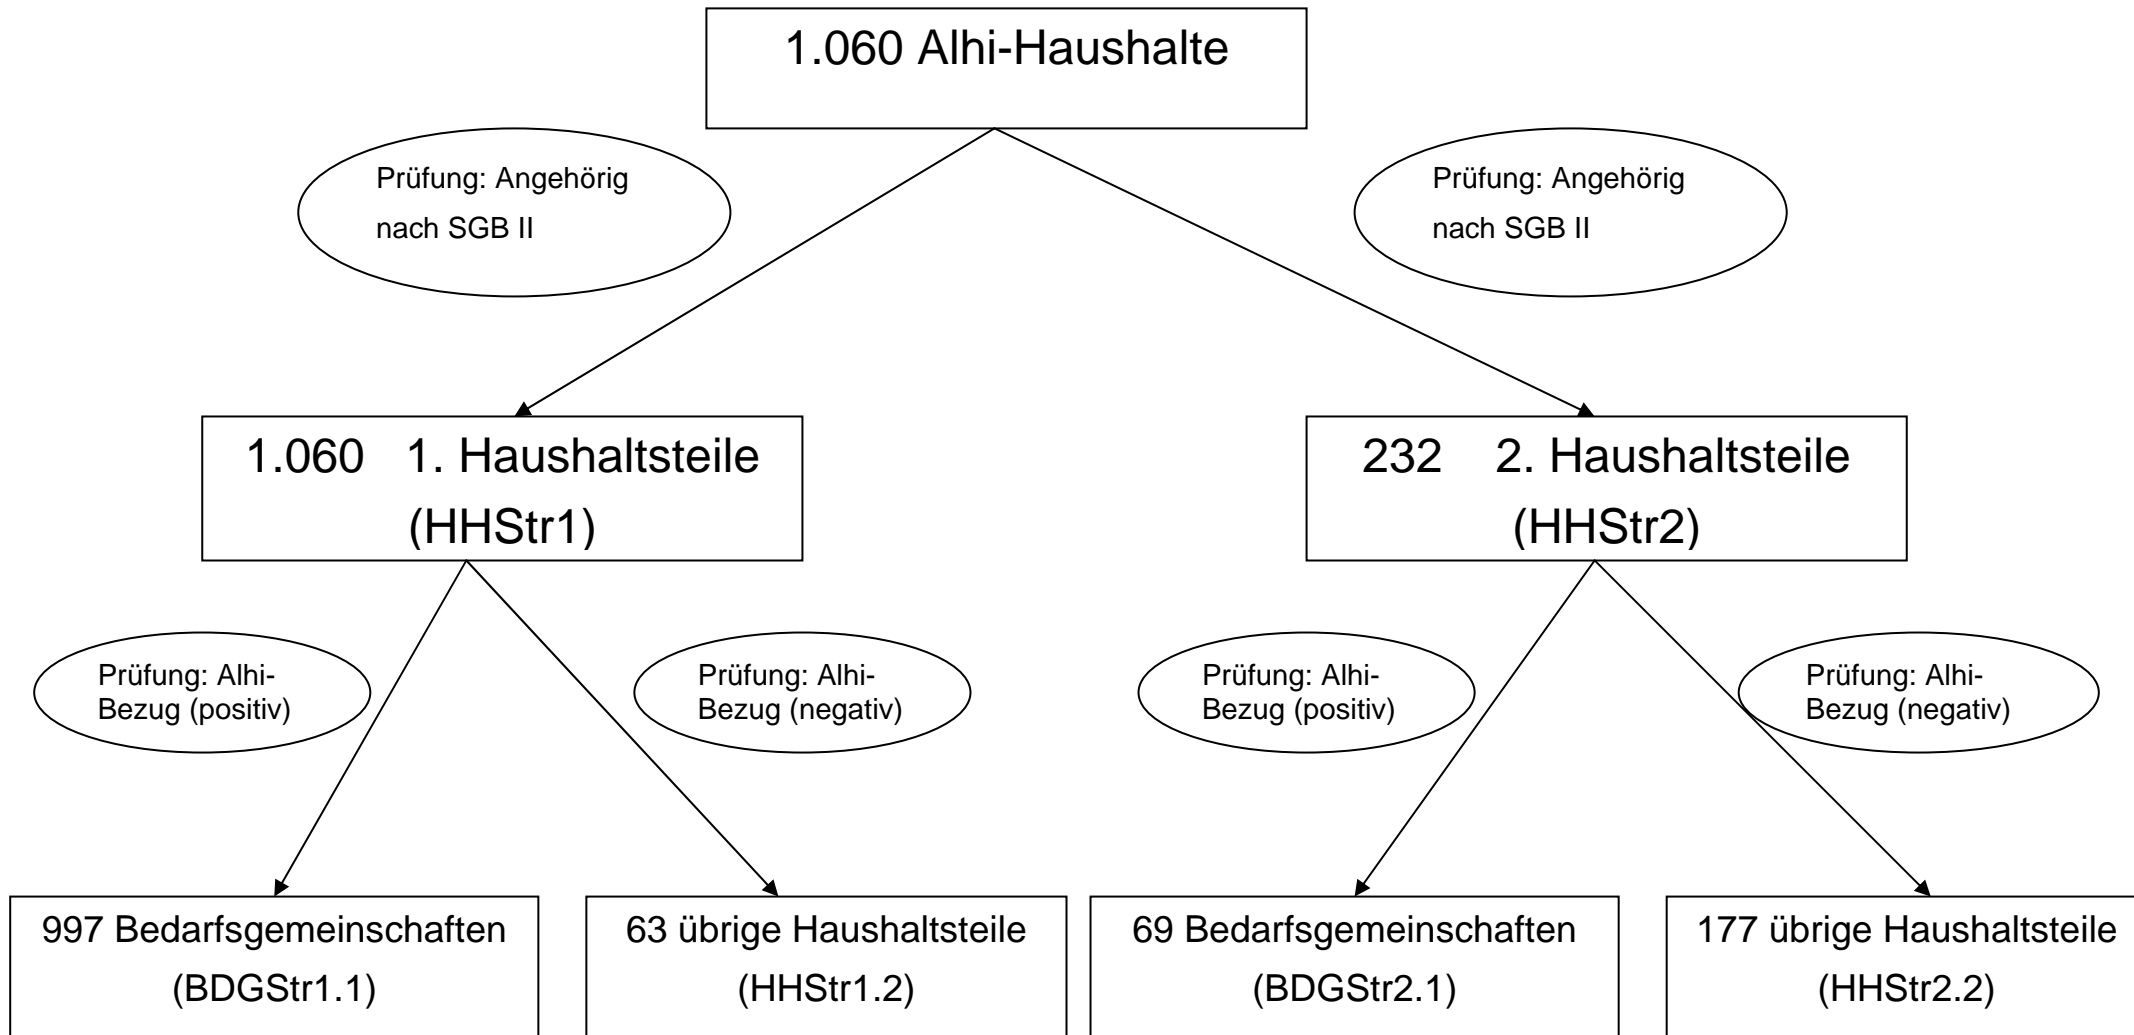 1.060 Alhi-Haushalte
Prüfung: Angehörig
nach SGB II
Prüfung: Angehörig
nach SGB II
1.060 1. Haushaltsteile
(HHStr1)
232 2. Haushaltsteile
(HHStr2)
Prüfung: Alhi-
Bezug (positiv)
Prüfung: Alhi-
Bezug (negativ)
Prüfung: Alhi-
Bezug (positiv)
Prüfung: Alhi-
Bezug (negativ)
997 Bedarfsgemeinschaften
(BDGStr1.1)
63 übrige Haushaltsteile
(HHStr1.2)
69 Bedarfsgemeinschaften
(BDGStr2.1)
177 übrige Haushaltsteile
(HHStr2.2)